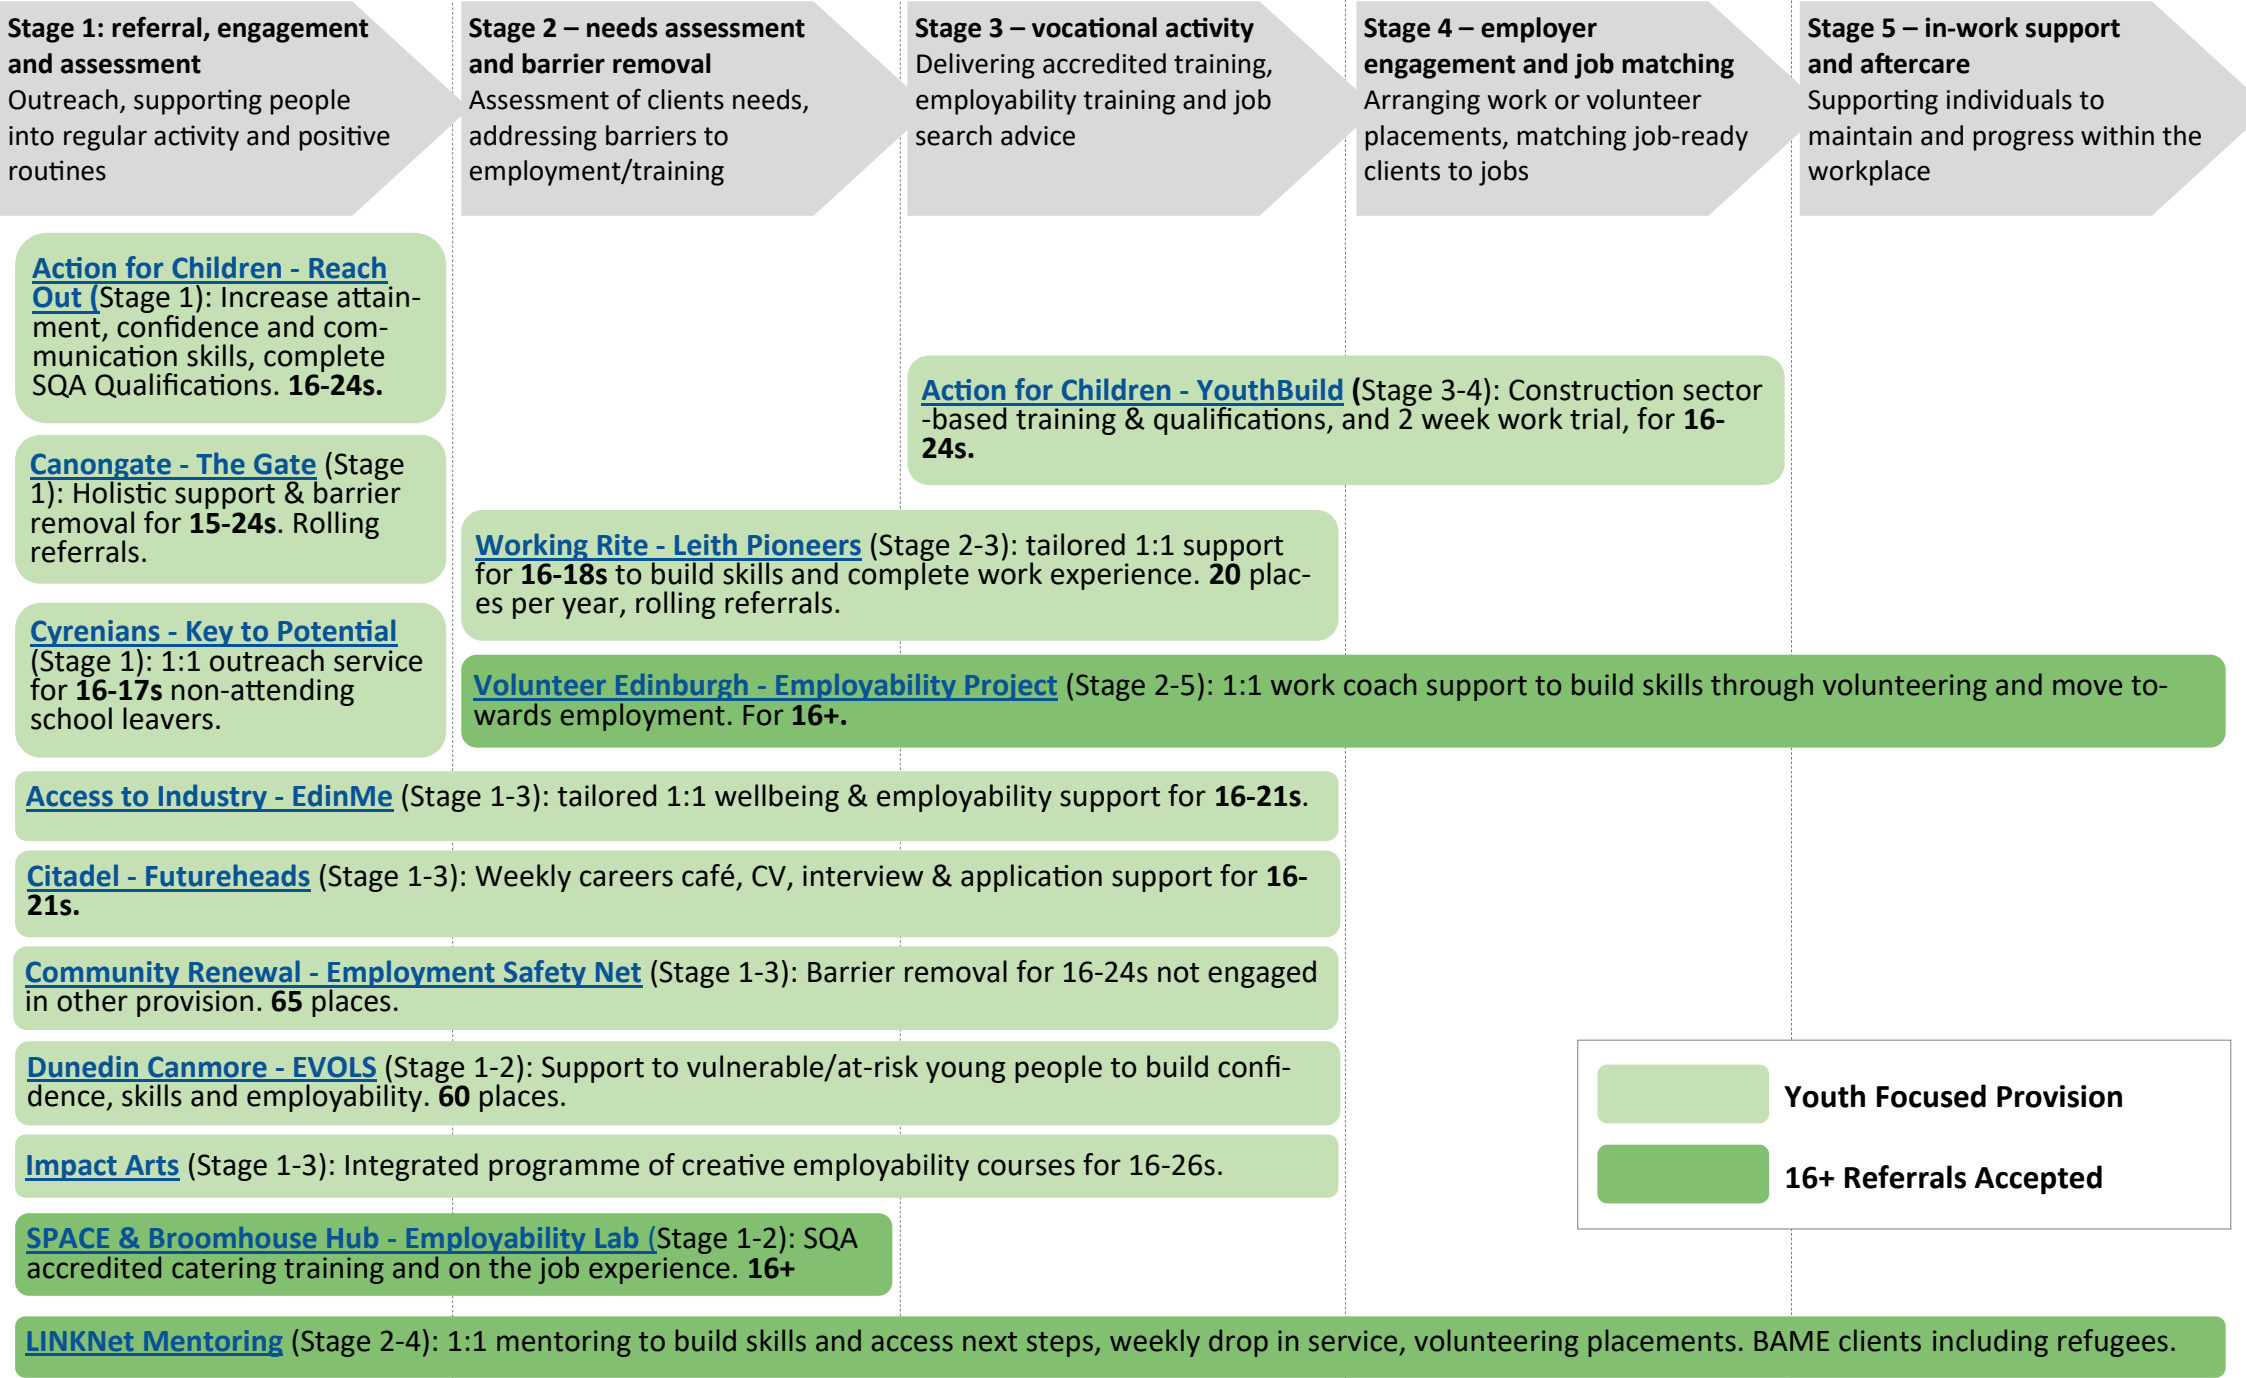 Stage 1: referral, engagement
and assessment
Outreach, supporting people
into regular activity and positive
routines
Stage 2 – needs assessment
and barrier removal
Assessment of clients needs,
addressing barriers to
employment/training
Stage 3 – vocational activity
Delivering accredited training,
employability training and job
search advice
Stage 4 – employer
engagement and job matching
Arranging work or volunteer
placements, matching job-ready
clients to jobs
Stage 5 – in-work support
and aftercare
Supporting individuals to
maintain and progress within the
workplace
Action for Children - Reach
Out (Stage 1): Increase attain-
ment, confidence and com-
munication skills, complete
SQA Qualifications. 16-24s.
Action for Children - YouthBuild (Stage 3-4): Construction sector
-based training & qualifications, and 2 week work trial, for 16-
24s.
Canongate - The Gate (Stage
1): Holistic support & barrier
removal for 15-24s. Rolling
referrals.
Working Rite - Leith Pioneers (Stage 2-3): tailored 1:1 support
for 16-18s to build skills and complete work experience. 20 plac-
es per year, rolling referrals.
Cyrenians - Key to Potential
(Stage 1): 1:1 outreach service
for 16-17s non-attending
school leavers.
Volunteer Edinburgh - Employability Project (Stage 2-5): 1:1 work coach support to build skills through volunteering and move to-
wards employment. For 16+.
Access to Industry - EdinMe (Stage 1-3): tailored 1:1 wellbeing & employability support for 16-21s.
Citadel - Futureheads (Stage 1-3): Weekly careers café, CV, interview & application support for 16-
21s.
Community Renewal - Employment Safety Net (Stage 1-3): Barrier removal for 16-24s not engaged
in other provision. 65 places.
Dunedin Canmore - EVOLS (Stage 1-2): Support to vulnerable/at-risk young people to build confi-
dence, skills and employability. 60 places.
Impact Arts (Stage 1-3): Integrated programme of creative employability courses for 16-26s.
Youth Focused Provision
16+ Referrals Accepted
SPACE & Broomhouse Hub - Employability Lab (Stage 1-2): SQA
accredited catering training and on the job experience. 16+
LINKNet Mentoring (Stage 2-4): 1:1 mentoring to build skills and access next steps, weekly drop in service, volunteering placements. BAME clients including refugees.